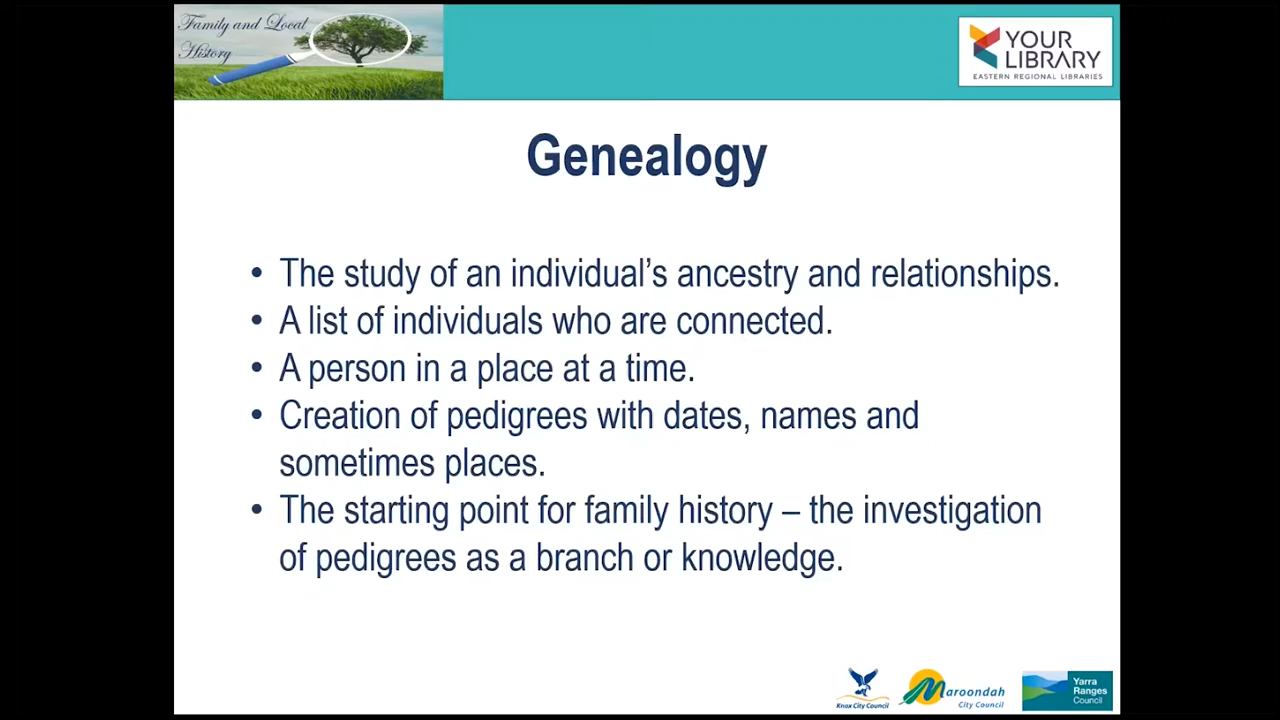 Family and Local
History
YOUR
LIBRARY
EASTERN REGIONAL LIBRARIES
Genealogy
• The study of an individual’s ancestry and relationships.
• A list of individuals who are connected.
• A person in a place at a time.
• Creation of pedigrees with dates, names and
sometimes places.
• The starting point for family history – the investigation
of pedigrees as a branch or knowledge.
Knox City Council
Maroondah
City Council
Yarra
Ranges
Council